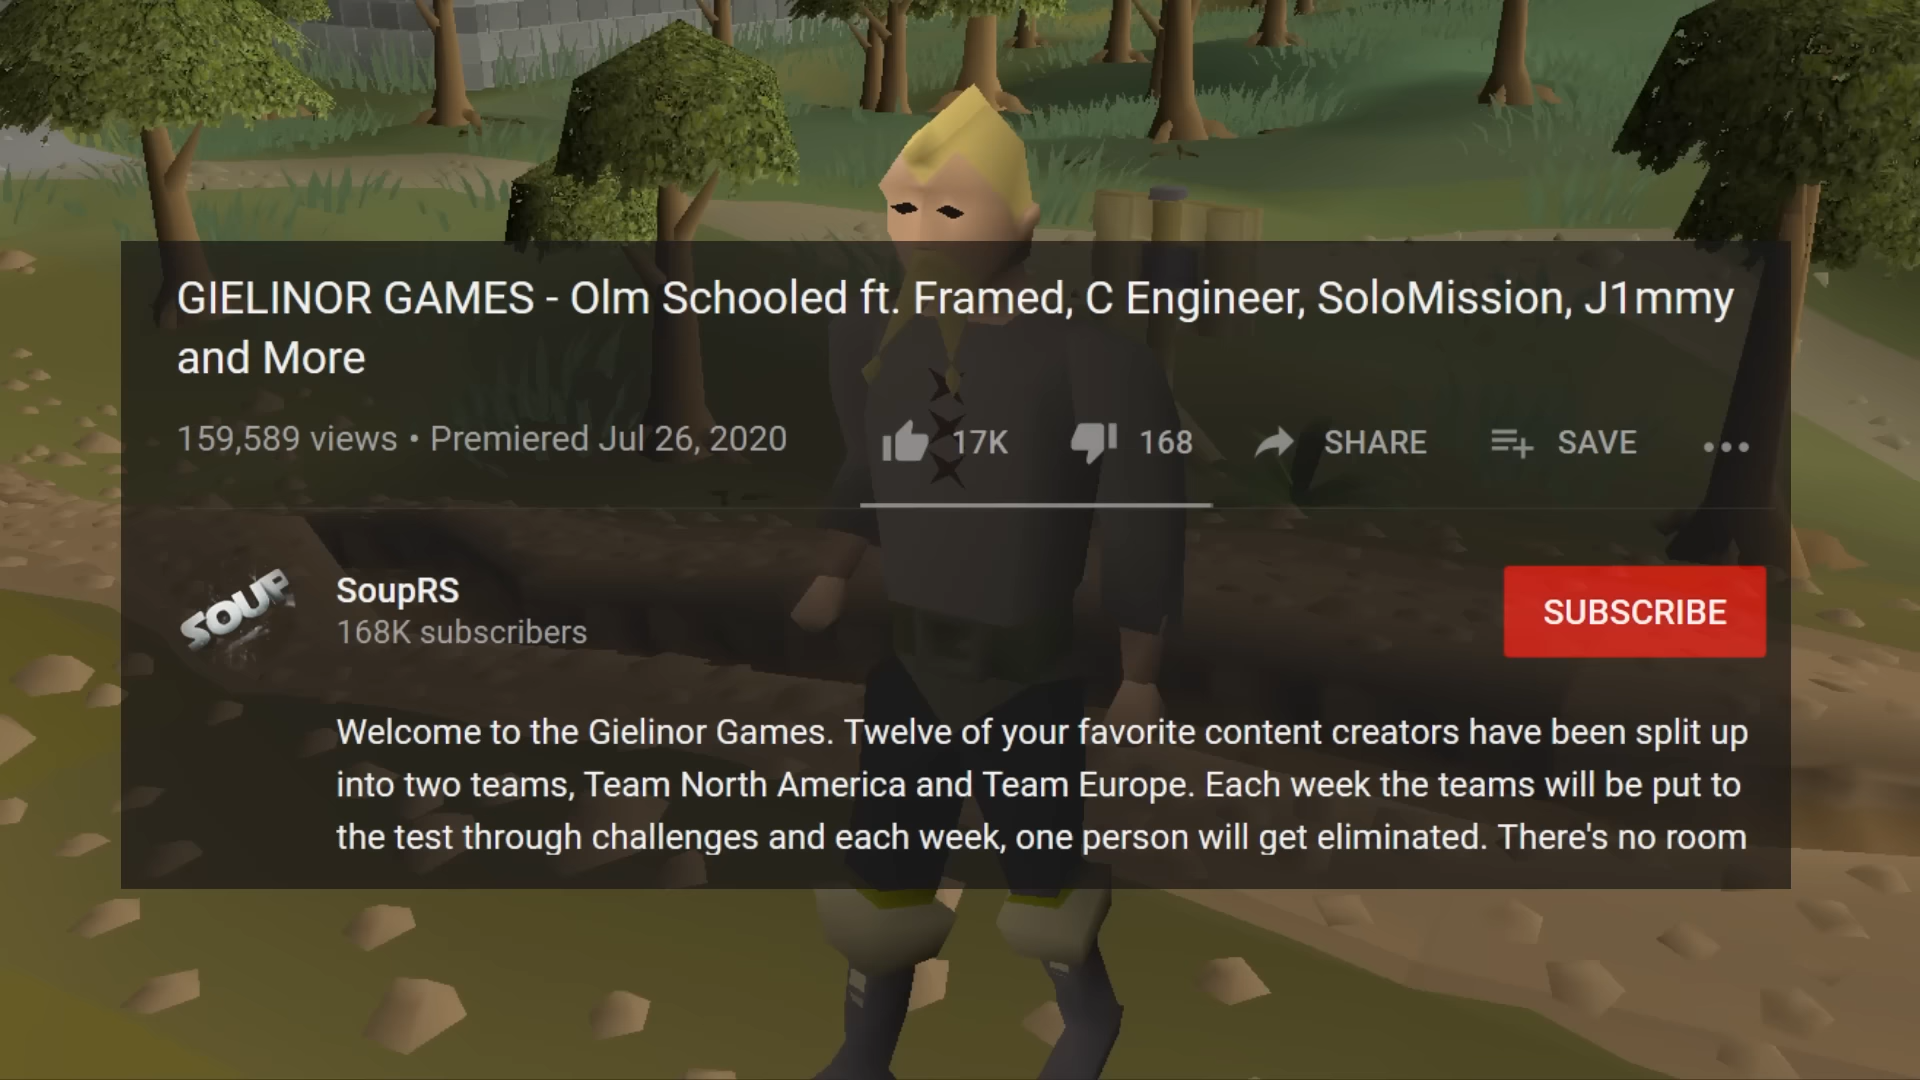 GIELINOR GAMES - Olm Schooled ft. Framed, C Engineer, SoloMission, J1mmy
and More
159,589 views • Premiered Jul 26, 2020
17K
168
SHARE
SAVE
SOUP
SoupRS
168K subscribers
SUBSCRIBE
Welcome to the Gielinor Games. Twelve of your favorite content creators have been split up
into two teams, Team North America and Team Europe. Each week the teams will be put to
the test through challenges and each week, one person will get eliminated. There's no room